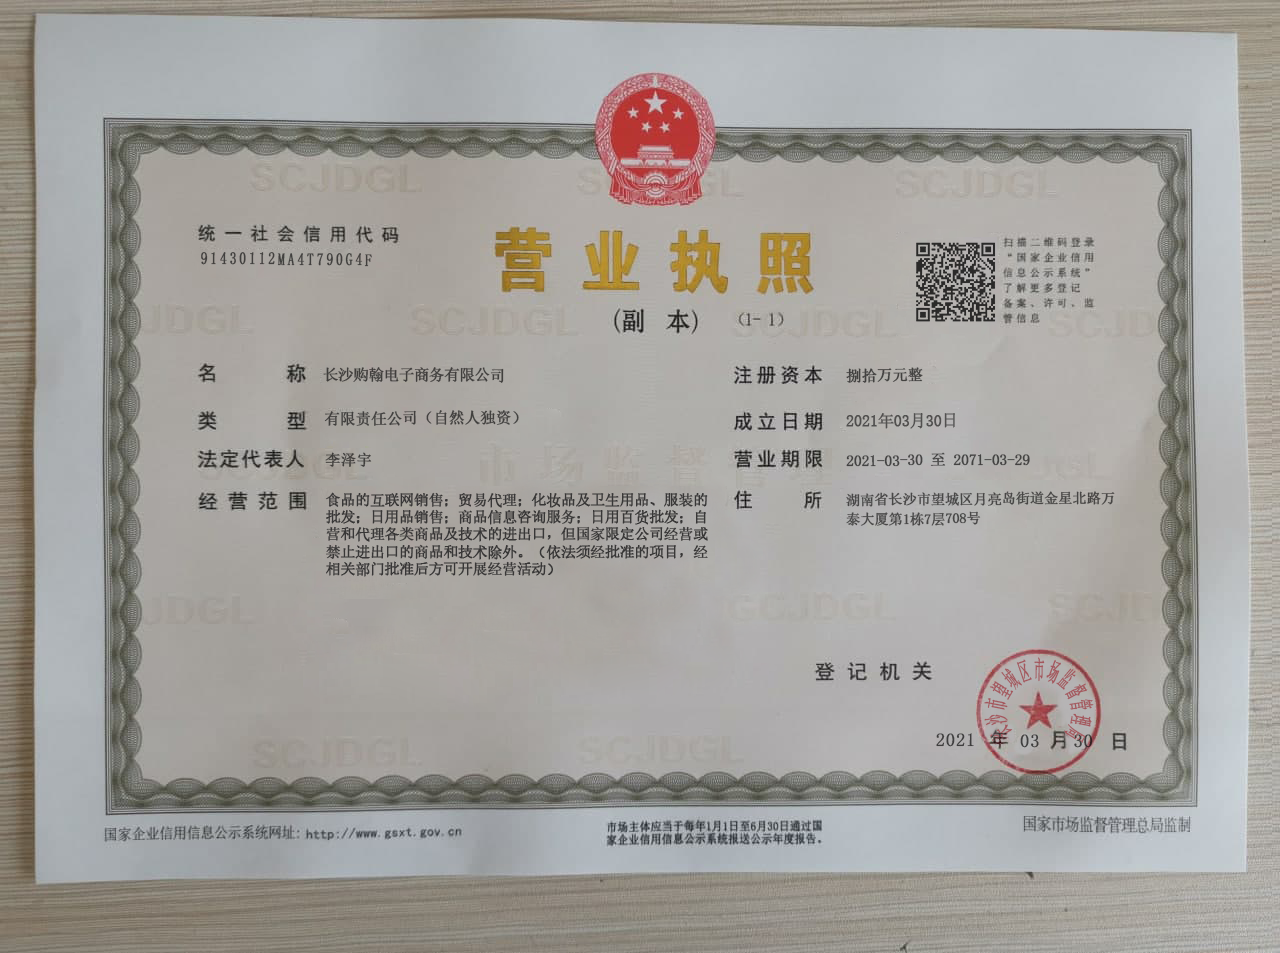 统一社会信用代码
91430112MA4T790G4F
营业执照
(副 本) (1-1)
扫描二维码登录
“国家企业信用
信息公示系统”
了解更多登记
备案、许可、监
管信息
名 称 长沙购翰电子商务有限公司
类 型 有限责任公司（自然人独资）
法定代表人 李泽宇
经营范围 食品的互联网销售；贸易代理；化妆品及卫生用品、服装的
批发；日用品销售；商品信息咨询服务；日用百货批发；自
营和代理各类商品及技术的进出口，但国家限定公司经营或
禁止进出口的商品和技术除外。（依法须经批准的项目，经
相关部门批准后方可开展经营活动）
注册资本 捌拾万元整
成立日期 2021年03月30日
营业期限 2021-03-30 至 2071-03-29
住 所 湖南省长沙市望城区月亮岛街道金星北路万
泰大厦第1栋7层708号
登记机关
长沙市望城区市场监督管理局
2021 年 03 月 30 日
国家企业信用信息公示系统网址：http://www.gsxt.gov.cn
市场主体应当于每年1月1日至6月30日通过国
家企业信用信息公示系统报送公示年度报告。
国家市场监督管理总局监制
SCJDGL
市场监督管理